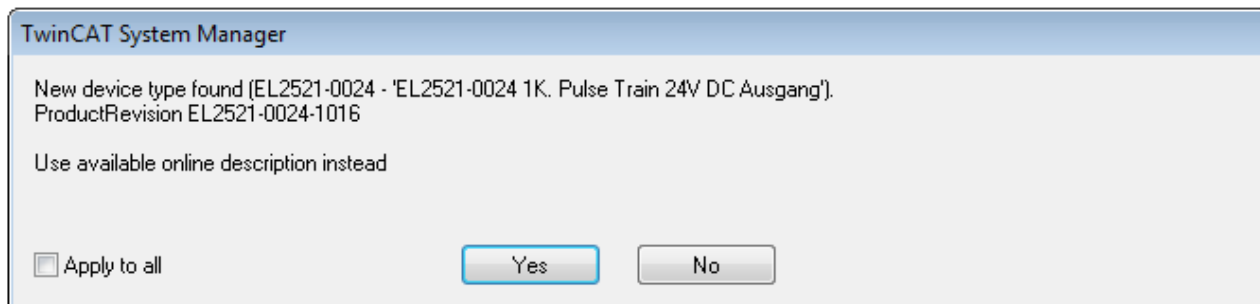 TwinCAT System Manager
New device type found (EL2521-0024 - 'EL2521-0024 1K. Pulse Train 24V DC Ausgang').
ProductRevision EL2521-0024-1016
Use available online description instead
Apply to all
Yes
No